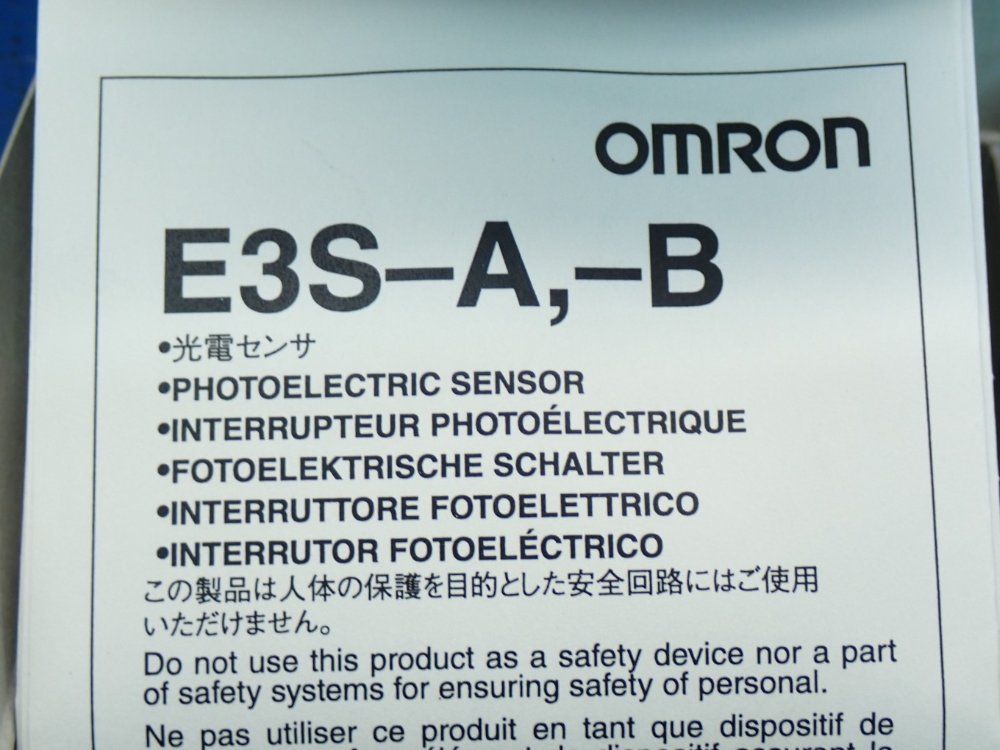 OMRON
E3S-A,-B
•光電センサ
•PHOTOELECTRIC SENSOR
•INTERRUPTEUR PHOTOÉLECTRIQUE
•FOTOELEKTRISCHE SCHALTER
•INTERRUTTORE FOTOELETTRICO
•INTERRUTOR FOTOELÉCTRICO
この製品は人体の保護を目的とした安全回路にはご使用
いただけません。
Do not use this product as a safety device nor a part
of safety systems for ensuring safety of personal.
Ne pas utiliser ce produit en tant que dispositif de